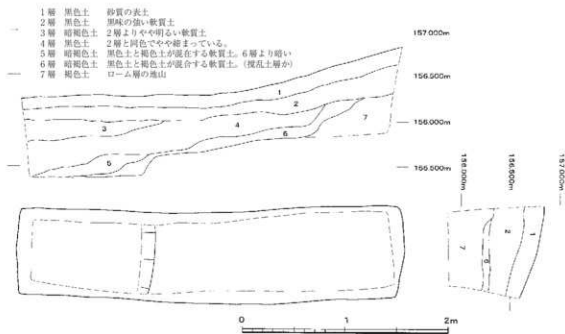 1層 黒色土 砂質の表土
2層 黒色土 黒味の強い軟質土
3層 暗褐色土 2層よりやや明るい軟質土
4層 黒色土 2層と同色でやや締まっている。
5層 暗褐色土 黒色土と褐色土が混在する軟質土。6層より暗い
6層 暗褐色土 黒色土と褐色土が混合する軟質土。(撹乱土層か)
7層 褐色土 ローム層の地山
157.000m
156.500m
156.000m
155.500m
1
2
3
4
5
6
7
156.000m
156.500m
157.000m
7
6
2
1
0 1 2m